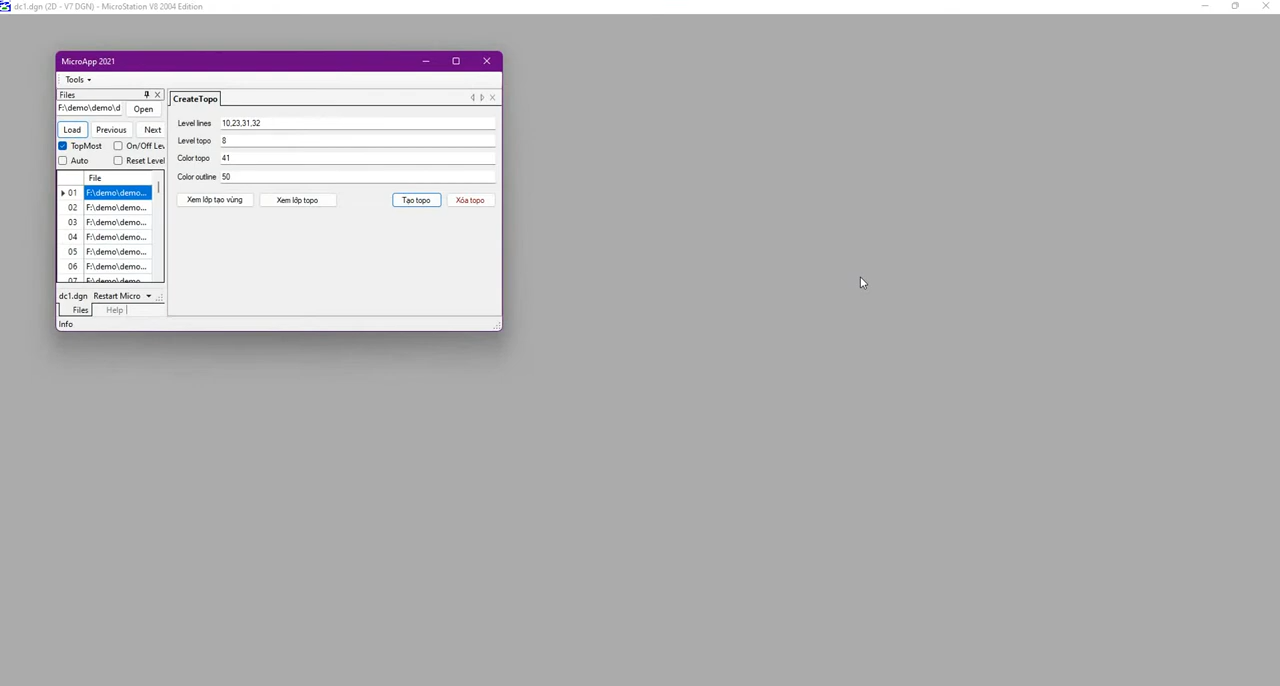 dc1.dgn (2D - V7 DGN) - MicroStation V8 2004 Edition
MicroApp 2021
Tools
Files
F:\demo\demo\d Open
Load Previous Next
TopMost On/Off Lev
Auto Reset Level
File
01 F:\demo\demo...
02 F:\demo\demo...
03 F:\demo\demo...
04 F:\demo\demo...
05 F:\demo\demo...
06 F:\demo\demo...
07 F:\demo\demo...
dc1.dgn Restart Micro
Files Help
Info
CreateTopo
Level lines 10,23,31,32
Level topo 8
Color topo 41
Color outline 50
Xem lớp tạo vùng Xem lớp topo Tạo topo Xóa topo